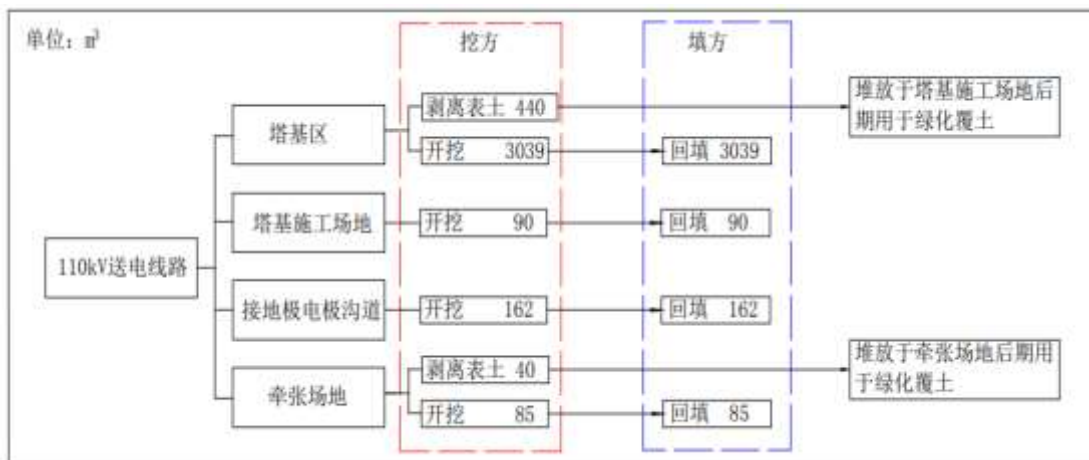 单位：m³
挖方
填方
剥离表土 440
堆放于塔基施工场地后
期用于绿化覆土
塔基区
开挖 3039
回填 3039
塔基施工场地
开挖 90
回填 90
110kV送电线路
接地极电极沟道
开挖 162
回填 162
剥离表土 40
堆放于牵张场地后期用
于绿化覆土
牵张场地
开挖 85
回填 85